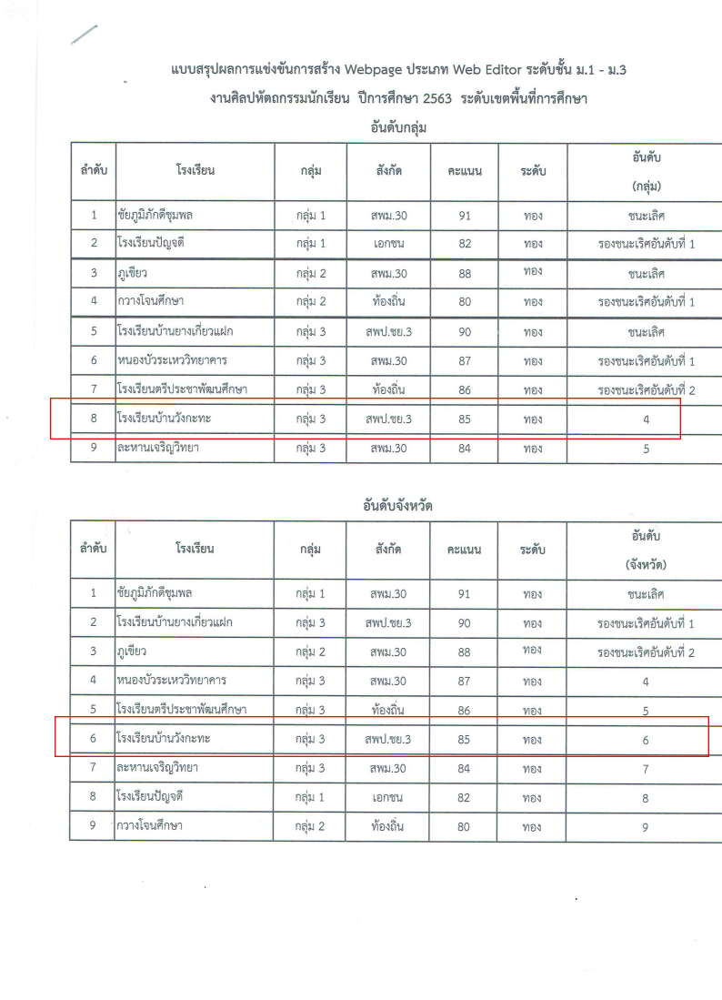 แบบสรุปผลการแข่งขันการสร้าง Webpage ประเภท Web Editor ระดับชั้น ม.1 - ม.3
งานศิลปหัตถกรรมนักเรียน ปีการศึกษา 2563 ระดับเขตพื้นที่การศึกษา
อันดับกลุ่ม
ลำดับ โรงเรียน กลุ่ม สังกัด คะแนน ระดับ อันดับ
(กลุ่ม)
1 ชัยภูมิภักดีชุมพล กลุ่ม 1 สพม.30 91 ทอง ชนะเลิศ
2 โรงเรียนปัญจดี กลุ่ม 1 เอกชน 82 ทอง รองชนะเริศอันดับที่ 1
3 ภูเขียว กลุ่ม 2 สพม.30 88 ทอง ชนะเลิศ
4 กวางโจนศึกษา กลุ่ม 2 ท้องถิ่น 80 ทอง รองชนะเริศอันดับที่ 1
5 โรงเรียนบ้านยางเกี่ยวแฝก กลุ่ม 3 สพป.ชย.3 90 ทอง ชนะเลิศ
6 หนองบัวระเหววิทยาคาร กลุ่ม 3 สพม.30 87 ทอง รองชนะเริศอันดับที่ 1
7 โรงเรียนตรีประชาพัฒนศึกษา กลุ่ม 3 ท้องถิ่น 86 ทอง รองชนะเริศอันดับที่ 2
8 โรงเรียนบ้านวังกะทะ กลุ่ม 3 สพป.ชย.3 85 ทอง 4
9 ละหานเจริญวิทยา กลุ่ม 3 สพม.30 84 ทอง 5
อันดับจังหวัด
ลำดับ โรงเรียน กลุ่ม สังกัด คะแนน ระดับ อันดับ
(จังหวัด)
1 ชัยภูมิภักดีชุมพล กลุ่ม 1 สพม.30 91 ทอง ชนะเลิศ
2 โรงเรียนบ้านยางเกี่ยวแฝก กลุ่ม 3 สพป.ชย.3 90 ทอง รองชนะเริศอันดับที่ 1
3 ภูเขียว กลุ่ม 2 สพม.30 88 ทอง รองชนะเริศอันดับที่ 2
4 หนองบัวระเหววิทยาคาร กลุ่ม 3 สพม.30 87 ทอง 4
5 โรงเรียนตรีประชาพัฒนศึกษา กลุ่ม 3 ท้องถิ่น 86 ทอง 5
6 โรงเรียนบ้านวังกะทะ กลุ่ม 3 สพป.ชย.3 85 ทอง 6
7 ละหานเจริญวิทยา กลุ่ม 3 สพม.30 84 ทอง 7
8 โรงเรียนปัญจดี กลุ่ม 1 เอกชน 82 ทอง 8
9 กวางโจนศึกษา กลุ่ม 2 ท้องถิ่น 80 ทอง 9